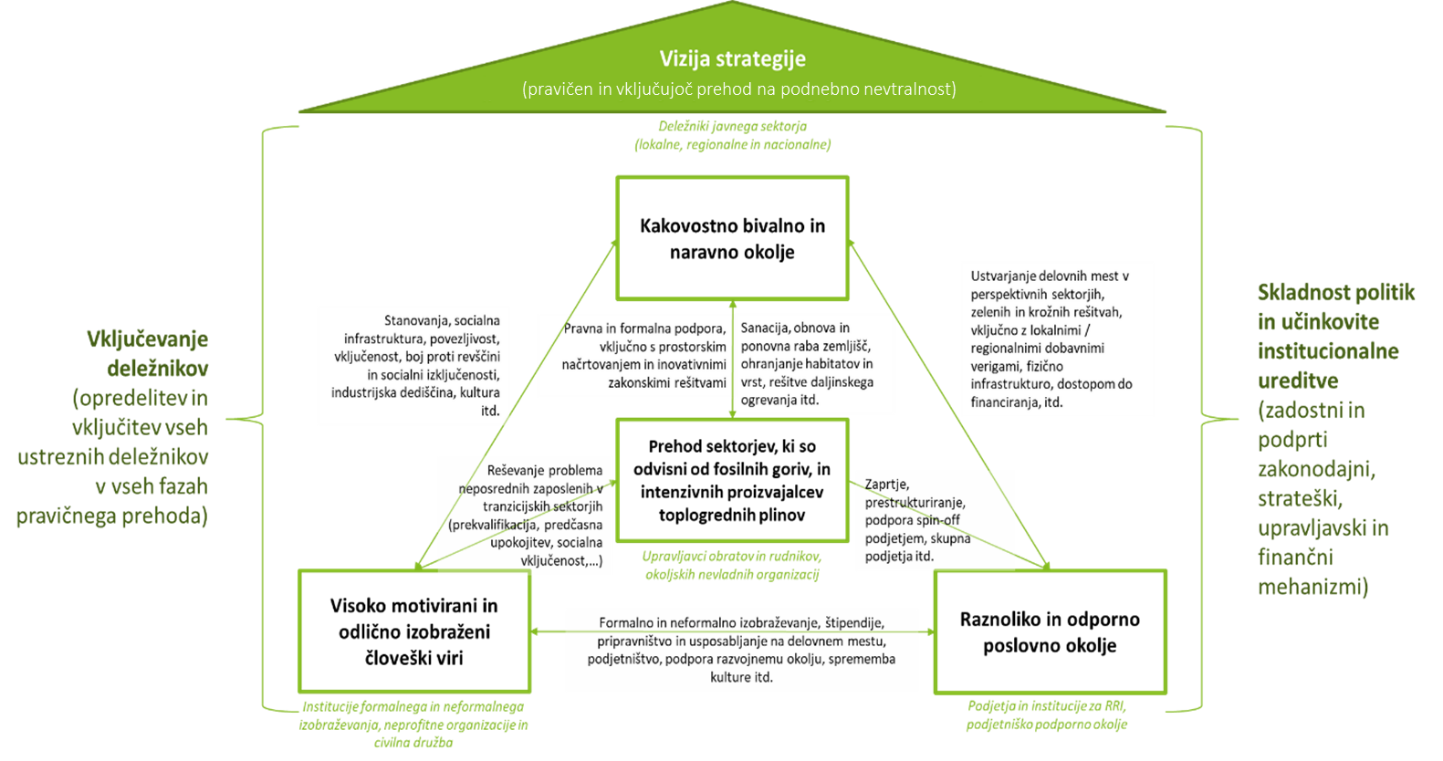 Vizija strategije
(pravičen in vključujoč prehod na podnebno nevtralnost)
Deležniki javnega sektorja
(lokalne, regionalne in nacionalne)
Kakovostno bivalno in
naravno okolje
Vključevanje
deležnikov
(opredelitev in
vključitev vseh
ustreznih deležnikov
v vseh fazah
pravičnega prehoda)
Stanovanja, socialna
infrastruktura, povezljivost,
vključenost, boj proti revščini
in socialni izključenosti,
industrijska dediščina, kultura
itd.
Pravna in formalna podpora,
vključno s prostorskim
načrtovanjem in inovativnimi
zakonskimi rešitvami
Sanacija, obnova in
ponovna raba zemljišč,
ohranjanje habitatov in
vrst, rešitve daljinskega
ogrevanja itd.
Ustvarjanje delovnih mest v
perspektivnih sektorjih,
zelenih in krožnih rešitvah,
vključno z lokalnimi /
regionalnimi dobavnimi
verigami, fizično
infrastrukturo, dostopom do
financiranja, itd.
Skladnost politik
in učinkovite
institucionalne
ureditve
(zadostni in
podprti
zakonodajni,
strateški,
upravljavski in
finančni
mehanizmi)
Prehod sektorjev, ki so
odvisni od fosilnih goriv, in
intenzivnih proizvajalcev
toplogrednih plinov
Upravljavci obratov in rudnikov,
okoljskih nevladnih organizacij
Reševanje problema
neposrednih zaposlenih v
tranzicijskih sektorjih
(prekvalifikacija, predčasna
upokojitev, socialna
vključenost,...)
Zaprtje,
prestrukturiranje,
podpora spin-off
podjetjem, skupna
podjetja itd.
Visoko motivirani in
odlično izobraženi
človeški viri
Institucije formalnega in neformalnega
izobraževanja, neprofitne organizacije in
civilna družba
Formalno in neformalno izobraževanje, štipendije,
pripravništvo in usposabljanje na delovnem mestu,
podjetništvo, podpora razvojnemu okolju, sprememba
kulture itd.
Raznoliko in odporno
poslovno okolje
Podjetja in institucije za RRI,
podjetniško podporno okolje